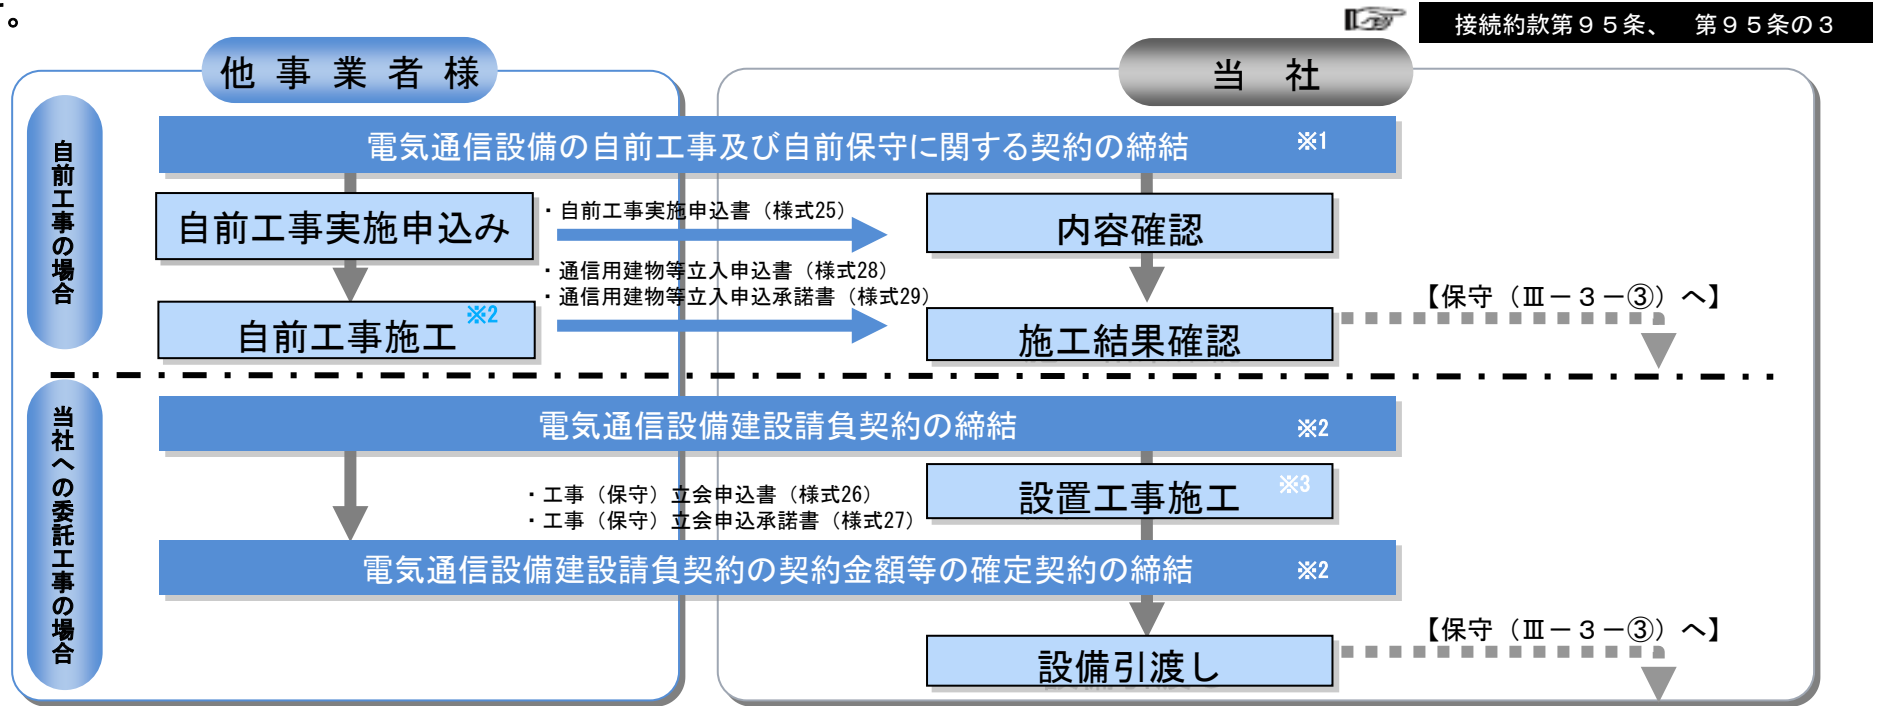 。
接続約款第９５条、　第９５条の３
他事業者様
当　社
自前工事の場合
電気通信設備の自前工事及び自前保守に関する契約の締結　※1
自前工事実施申込み
・自前工事実施申込書（様式25）
内容確認
・通信用建物等立入申込書（様式28）
・通信用建物等立入申込承諾書（様式29）
【保守（Ⅲ－３－③）へ】
自前工事施工　※2
施工結果確認
当社への委託工事の場合
電気通信設備建設請負契約の締結　※2
・工事（保守）立会申込書（様式26）
・工事（保守）立会申込承諾書（様式27）
設置工事施工　※3
電気通信設備建設請負契約の契約金額等の確定契約の締結　※2
【保守（Ⅲ－３－③）へ】
設備引渡し